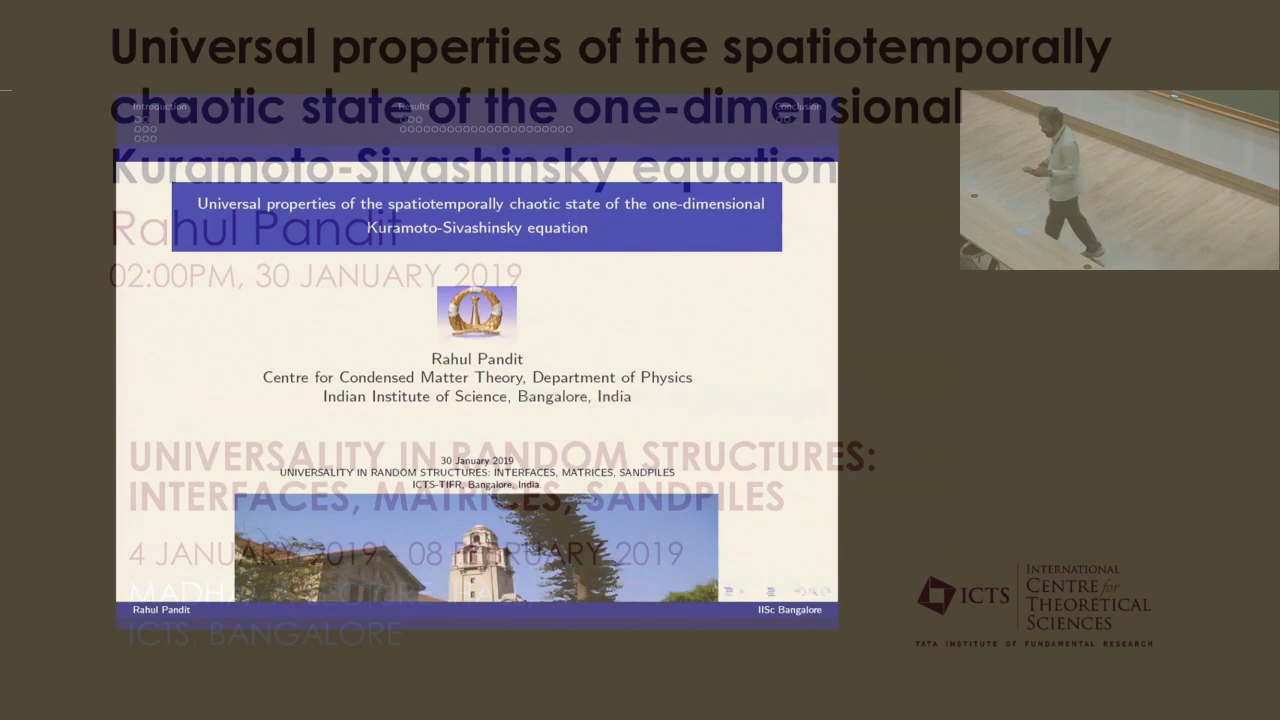 Universal properties of the spatiotemporally
chaotic state of the one-dimensional
Kuramoto-Sivashinsky equation
Rahul Pandit
02:00PM, 30 JANUARY 2019
Introduction
Results
Conclusion
Universal properties of the spatiotemporally chaotic state of the one-dimensional
Kuramoto-Sivashinsky equation
Rahul Pandit
Centre for Condensed Matter Theory, Department of Physics
Indian Institute of Science, Bangalore, India
30 January 2019
UNIVERSALITY IN RANDOM STRUCTURES: INTERFACES, MATRICES, SANDPILES
ICTS-TIFR, Bangalore, India
UNIVERSALITY IN RANDOM STRUCTURES:
INTERFACES, MATRICES, SANDPILES
4 JANUARY 2019 - 08 FEBRUARY 2019
LECTURE
ICTS, BANGALORE
Rahul Pandit
IISc Bangalore
ICTS
INTERNATIONAL
CENTRE for
THEORETICAL
SCIENCES
TATA INSTITUTE OF FUNDAMENTAL RESEARCH